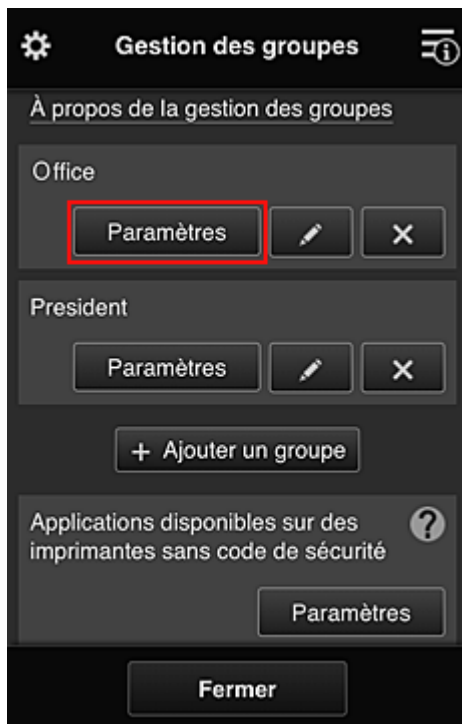 Gestion des groupes
À propos de la gestion des groupes
Office
Paramètres
President
Paramètres
+ Ajouter un groupe
Applications disponibles sur des
imprimantes sans code de sécurité
?
Paramètres
Fermer